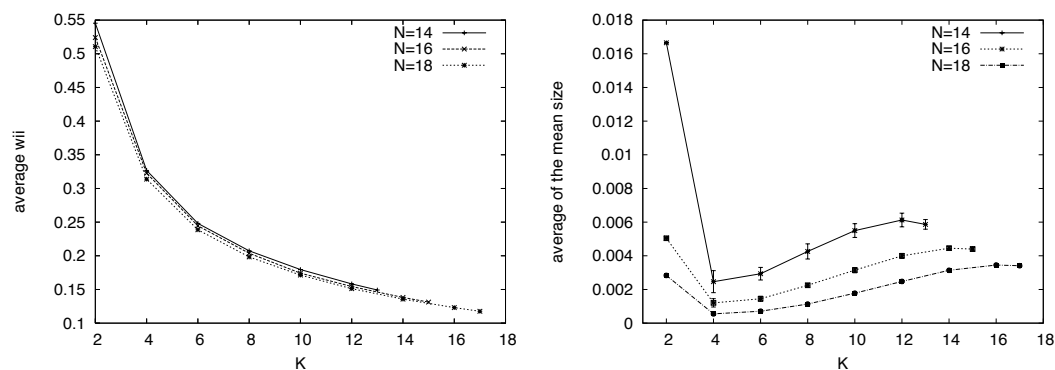 average wii
0.55
0.5
0.45
0.4
0.35
0.3
0.25
0.2
0.15
0.1
2 4 6 8 10 12 14 16 18
K
N=14
N=16
N=18
average of the mean size
0.018
0.016
0.014
0.012
0.01
0.008
0.006
0.004
0.002
0
2 4 6 8 10 12 14 16 18
K
N=14
N=16
N=18